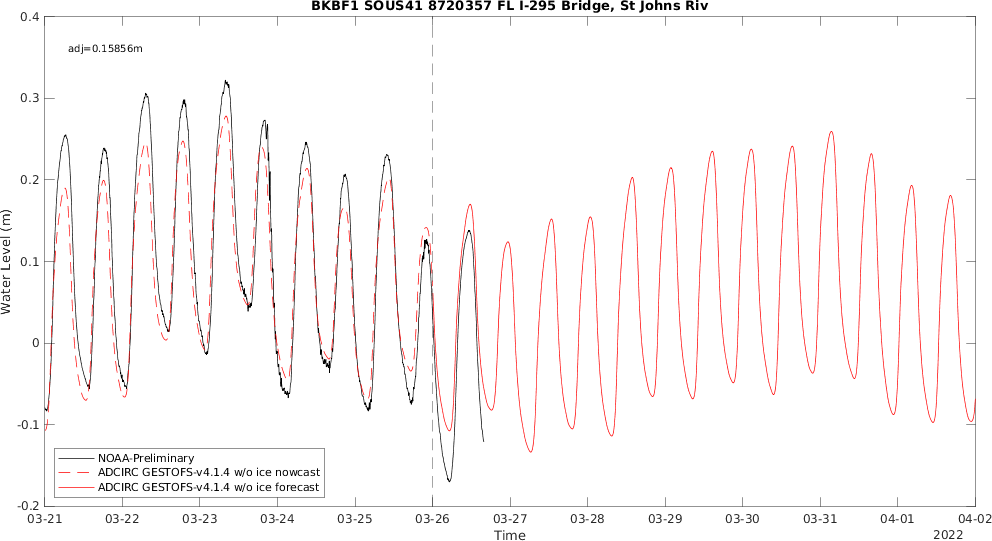 BKBF1 SOUS41 8720357 FL I-295 Bridge, St Johns Riv
adj=0.15856m
0.4
0.3
0.2
0.1
0
-0.1
-0.2
Water Level (m)
NOAA-Preliminary
ADCIRC GESTOFS-v4.1.4 w/o ice nowcast
ADCIRC GESTOFS-v4.1.4 w/o ice forecast
03-21 03-22 03-23 03-24 03-25 03-26 03-27 03-28 03-29 03-30 03-31 04-01 04-02
Time
2022